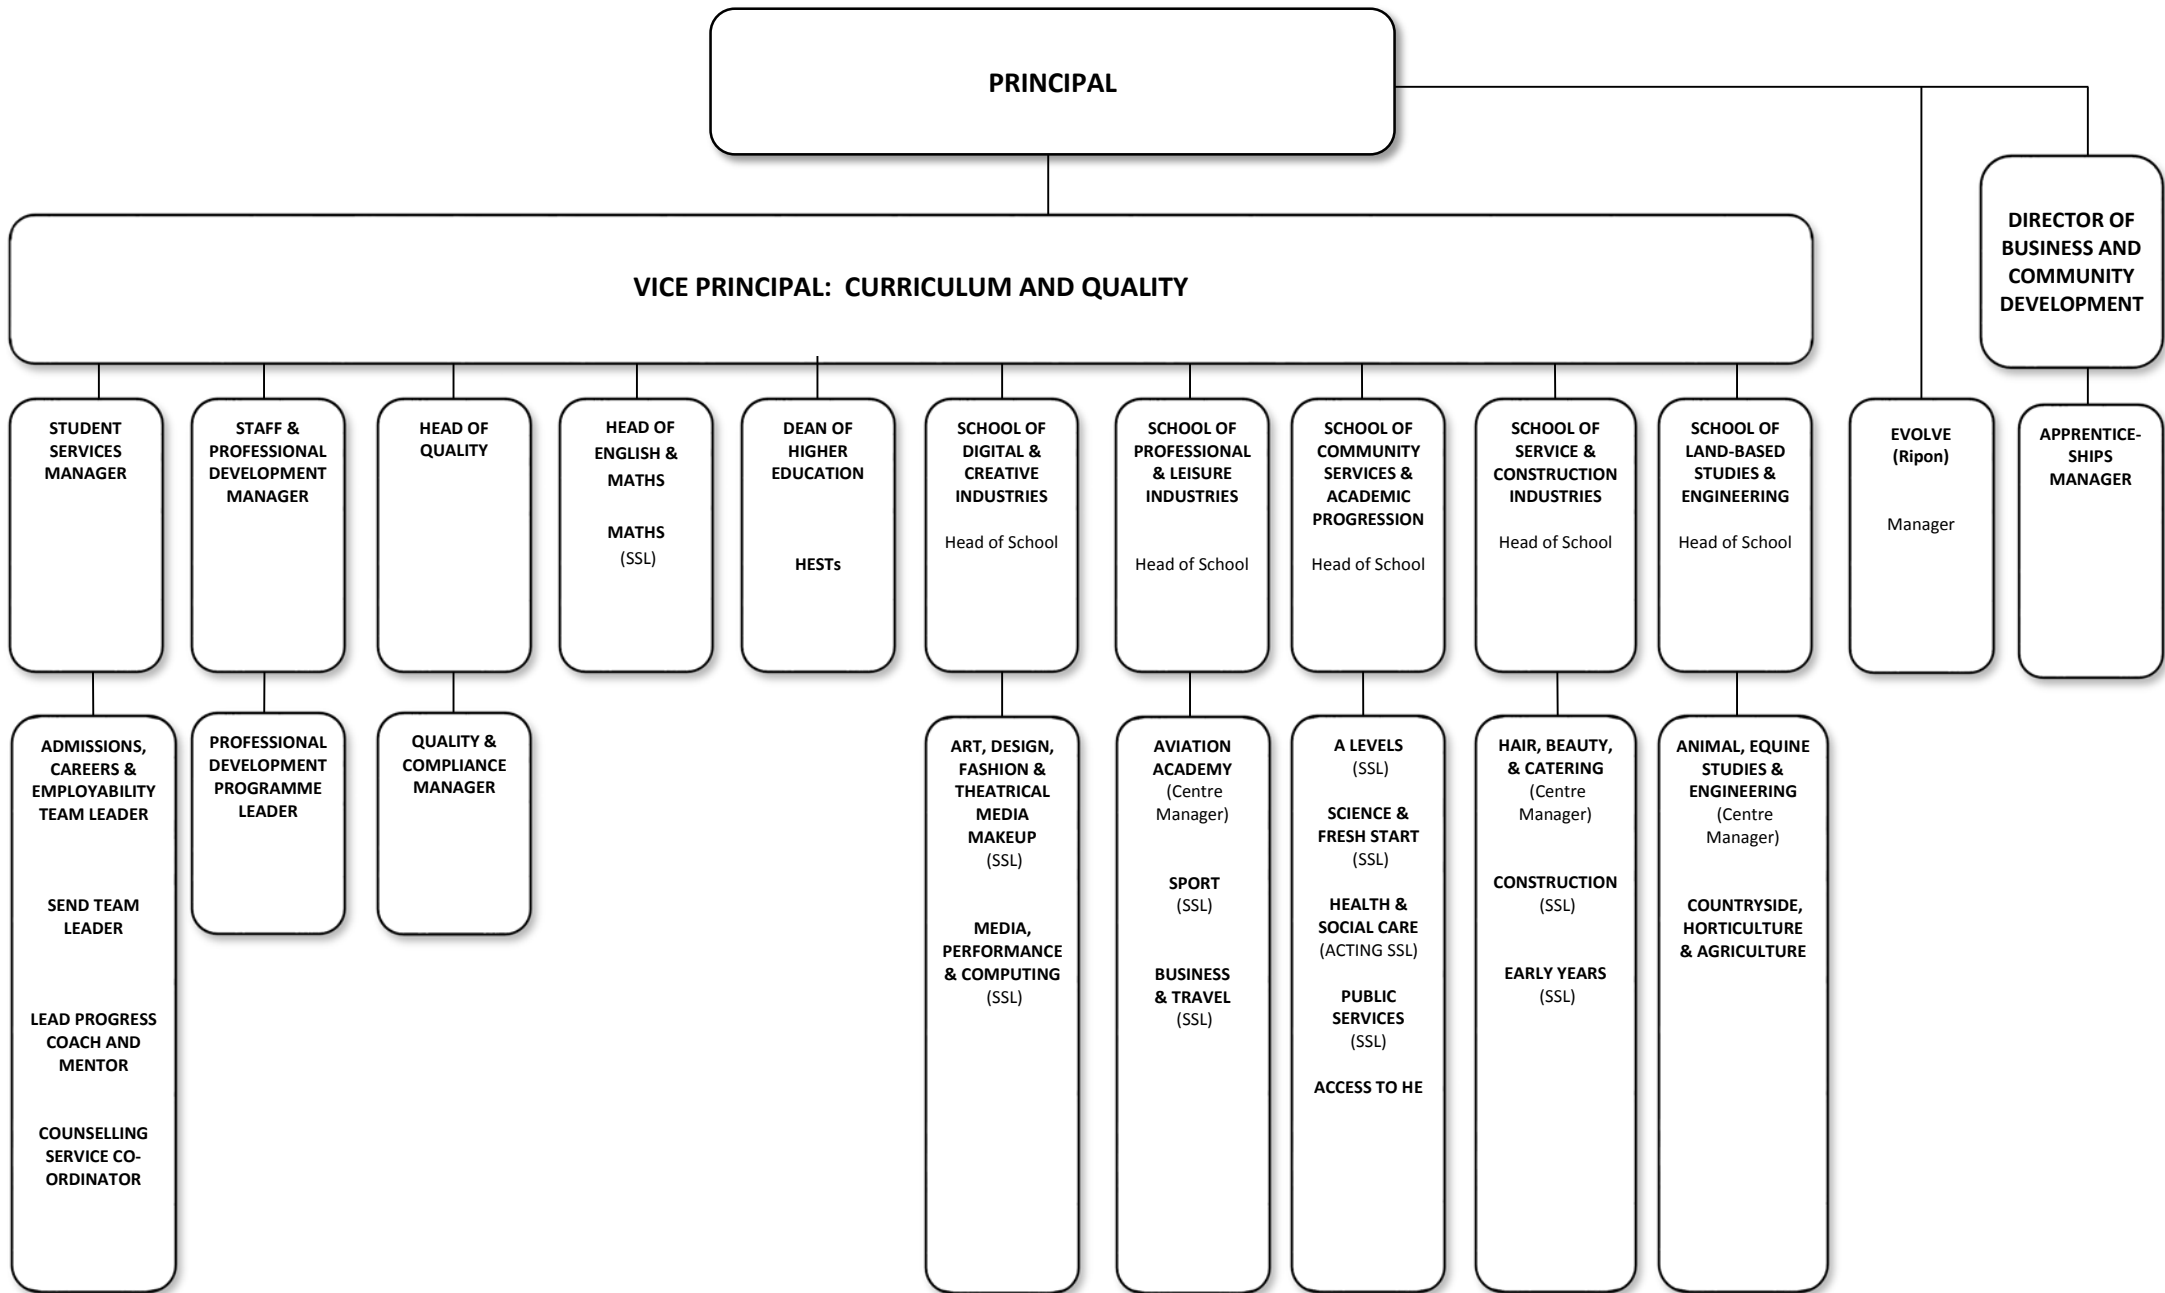 PRINCIPAL
DIRECTOR OF
BUSINESS AND
COMMUNITY
DEVELOPMENT
VICE PRINCIPAL:  CURRICULUM AND QUALITY
STUDENT
SERVICES
MANAGER
STAFF &
PROFESSIONAL
DEVELOPMENT
MANAGER
HEAD OF
QUALITY
HEAD OF
ENGLISH &
MATHS
MATHS
(SSL)
DEAN OF
HIGHER
EDUCATION
HESTs
SCHOOL OF
DIGITAL &
CREATIVE
INDUSTRIES
Head of School
SCHOOL OF
PROFESSIONAL
& LEISURE
INDUSTRIES
Head of School
SCHOOL OF
COMMUNITY
SERVICES &
ACADEMIC
PROGRESSION
Head of School
SCHOOL OF
SERVICE &
CONSTRUCTION
INDUSTRIES
Head of School
SCHOOL OF
LAND-BASED
STUDIES &
ENGINEERING
Head of School
EVOLVE
(Ripon)
Manager
APPRENTICE-
SHIPS
MANAGER
ADMISSIONS,
CAREERS &
EMPLOYABILITY
TEAM LEADER
SEND TEAM
LEADER
LEAD PROGRESS
COACH AND
MENTOR
COUNSELLING
SERVICE CO-
ORDINATOR
PROFESSIONAL
DEVELOPMENT
PROGRAMME
LEADER
QUALITY &
COMPLIANCE
MANAGER
ART, DESIGN,
FASHION &
THEATRICAL
MEDIA
MAKEUP
(SSL)
MEDIA,
PERFORMANCE
& COMPUTING
(SSL)
AVIATION
ACADEMY
(Centre
Manager)
SPORT
(SSL)
BUSINESS
& TRAVEL
(SSL)
A LEVELS
(SSL)
SCIENCE &
FRESH START
(SSL)
HEALTH &
SOCIAL CARE
(ACTING SSL)
PUBLIC
SERVICES
(SSL)
ACCESS TO HE
HAIR, BEAUTY,
& CATERING
(Centre
Manager)
CONSTRUCTION
(SSL)
EARLY YEARS
(SSL)
ANIMAL, EQUINE
STUDIES &
ENGINEERING
(Centre
Manager)
COUNTRYSIDE,
HORTICULTURE
& AGRICULTURE